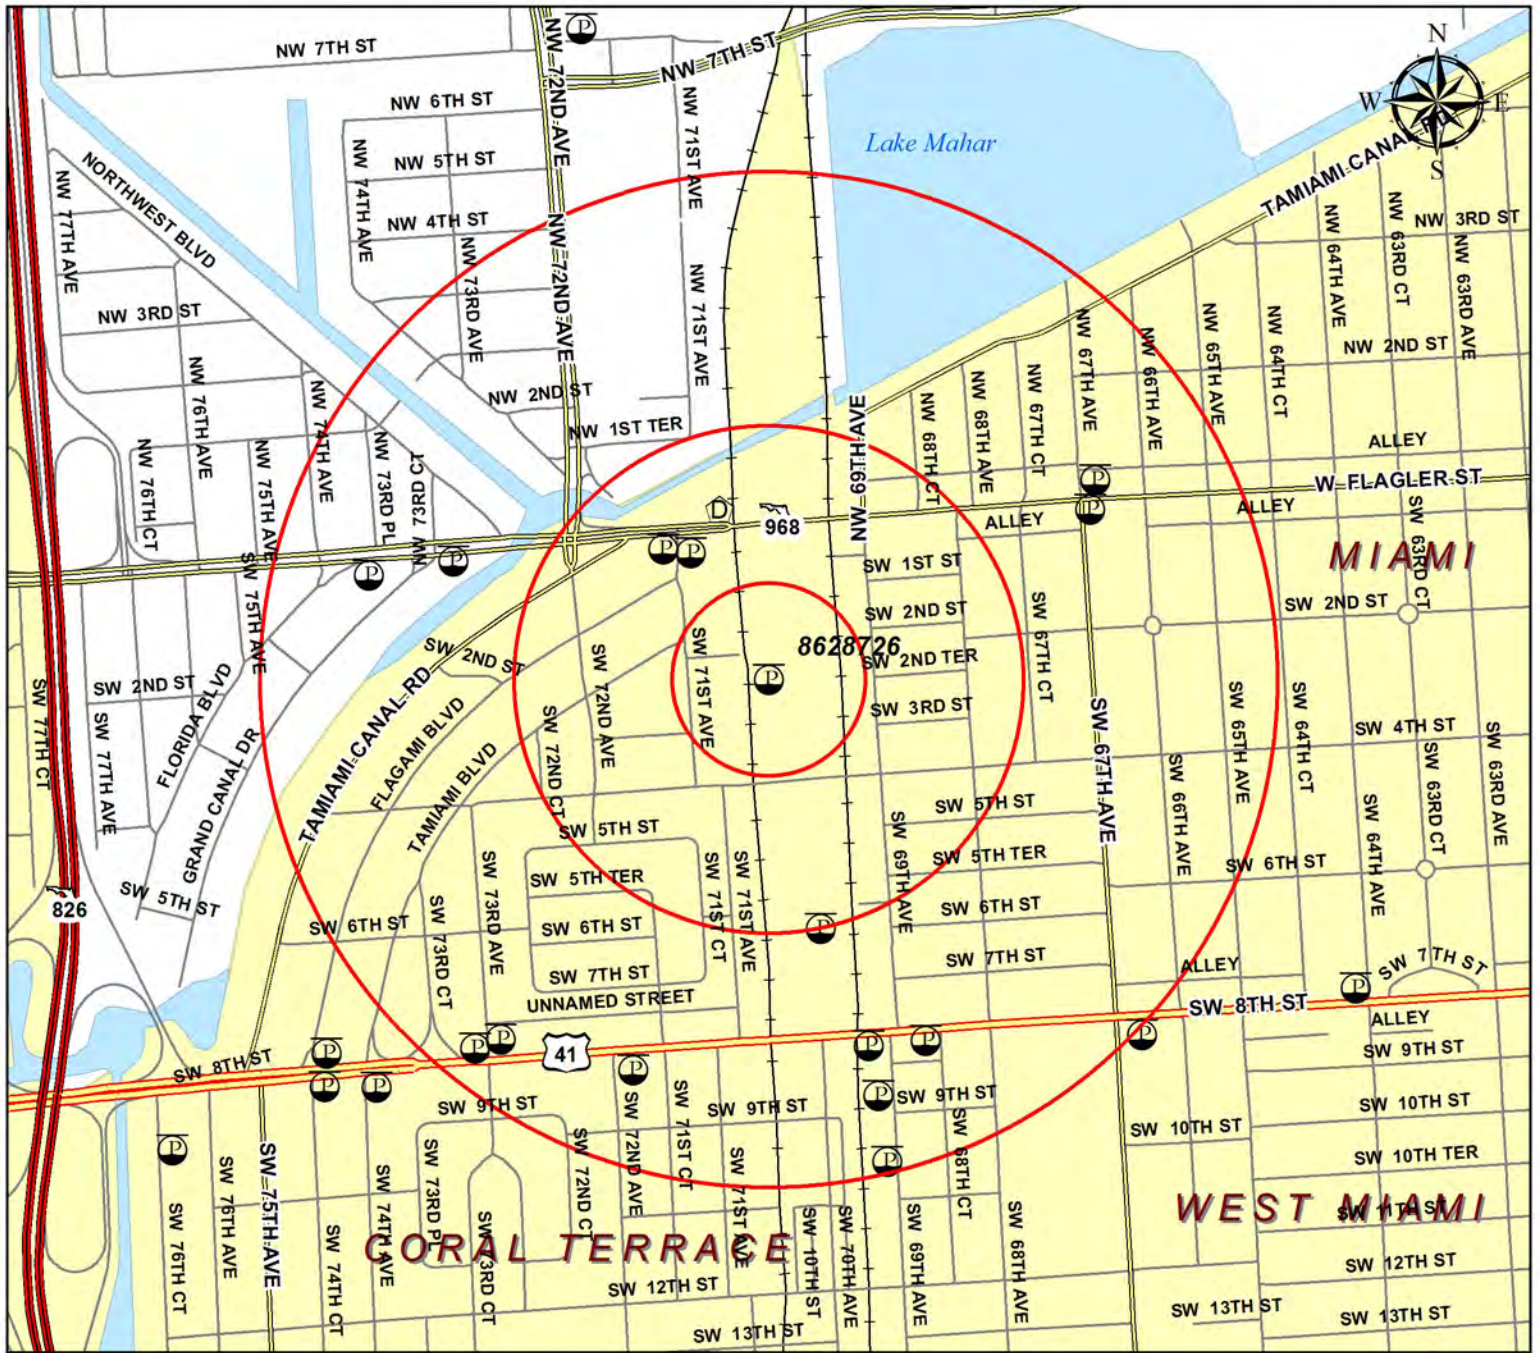 NW 7TH ST
NW 72ND AVE
P
NW 7TH ST
N
W
E
S
NW 6TH ST
NW 71ST AVE
Lake Mahar
TAMIAMI CANAL RD
NORTHWEST BLVD
NW 77TH AVE
NW 74TH AVE
NW 5TH ST
NW 4TH ST
NW 73RD AVE
NW 72ND AVE
NW 71ST AVE
NW 64TH AVE
NW 63RD CT
NW 3RD ST
NW 63RD AVE
NW 3RD ST
NW 76TH AVE
NW 74TH AVE
NW 2ND ST
NW 1ST TER
NW 67TH AVE
NW 66TH AVE
NW 65TH AVE
NW 64TH CT
NW 2ND ST
NW 76TH CT
NW 75TH AVE
NW 73RD PL
NW 73RD CT
NW 69TH AVE
NW 68TH CT
NW 68TH AVE
NW 67TH CT
ALLEY
W FLAGLER ST
P
P
D
968
ALLEY
ALLEY
SW 63RD CT
MIAMI
P
P
P
P
SW 75TH AVE
SW 1ST ST
SW 2ND ST
SW 67TH CT
SW 2ND ST
8628726
SW 2ND TER
P
SW 3RD ST
SW 71ST AVE
SW 72ND AVE
SW 2ND ST
SW 77TH CT
SW 2ND ST
SW 77TH AVE
FLORIDA BLVD
GRAND CANAL DR
TAMIAMI CANAL RD
FLAGAMI BLVD
TAMIAMI BLVD
SW 72ND CT
SW 67TH AVE
SW 66TH AVE
SW 65TH AVE
SW 64TH CT
SW 4TH ST
SW 63RD CT
SW 63RD AVE
SW 64TH AVE
SW 5TH ST
SW 5TH ST
SW 5TH TER
SW 5TH TER
SW 69TH AVE
SW 6TH ST
826
SW 5TH ST
SW 6TH ST
SW 73RD CT
SW 73RD AVE
SW 6TH ST
SW 71ST CT
SW 71ST AVE
P
SW 6TH ST
SW 7TH ST
SW 7TH ST
UNNAMED STREET
ALLEY
SW 7TH ST
P
SW 8TH ST
ALLEY
SW 8TH ST
P
P
P
P
P
41
P
P
P
P
P
P
P
P
SW 9TH ST
SW 9TH ST
SW 9TH ST
SW 9TH ST
SW 10TH ST
SW 10TH ST
SW 10TH TER
SW 11TH ST
SW 76TH CT
SW 76TH AVE
SW 75TH AVE
SW 74TH CT
SW 74TH AVE
SW 73RD PL
SW 73RD CT
SW 72ND CT
SW 72ND AVE
SW 71ST CT
SW 71ST AVE
SW 10TH ST
SW 70TH AVE
SW 69TH AVE
SW 68TH CT
SW 68TH AVE
WEST MIAMI
CORAL TERRACE
SW 12TH ST
SW 12TH ST
SW 13TH ST
SW 13TH ST
SW 13TH ST